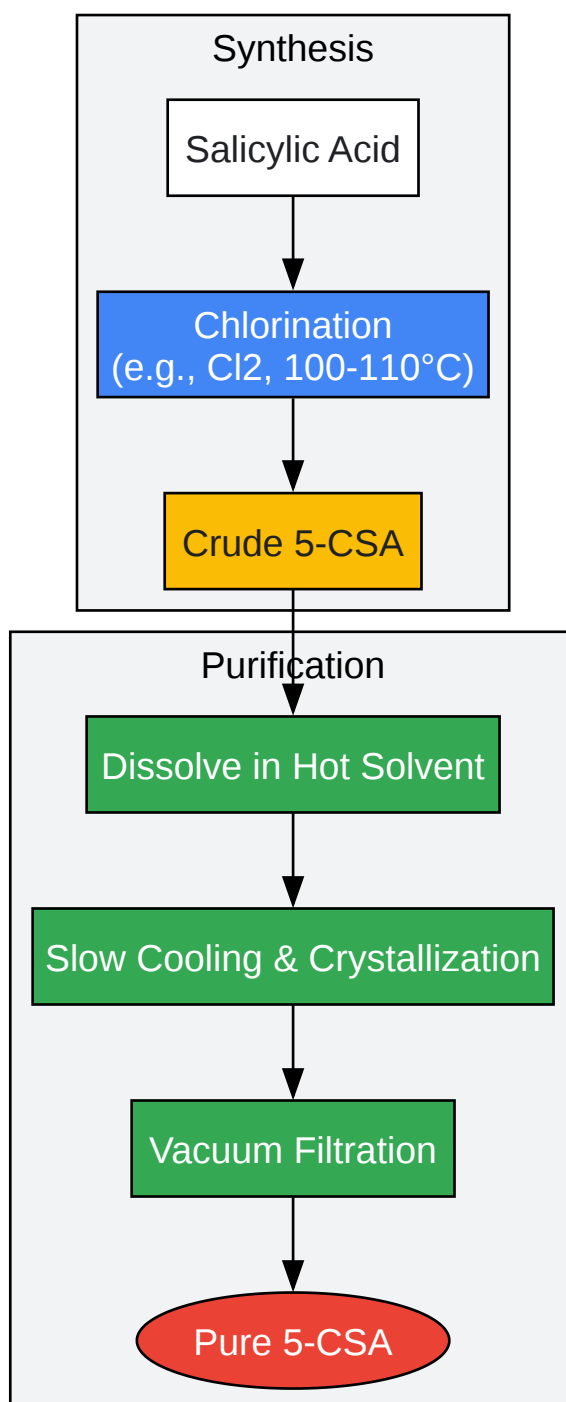 Synthesis
Salicylic Acid
Chlorination
(e.g., Cl2, 100-110°C)
Crude 5-CSA
Purification
Dissolve in Hot Solvent
Slow Cooling & Crystallization
Vacuum Filtration
Pure 5-CSA